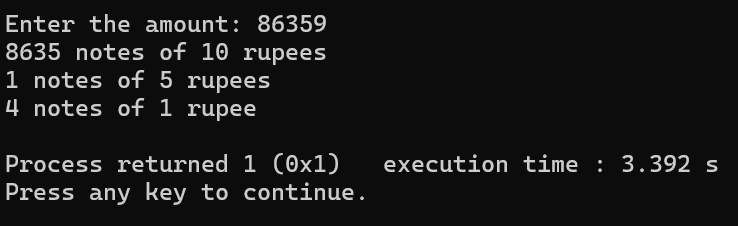 Enter the amount: 86359
8635 notes of 10 rupees
1 notes of 5 rupees
4 notes of 1 rupee
Process returned 1 (0x1)   execution time : 3.392 s
Press any key to continue.